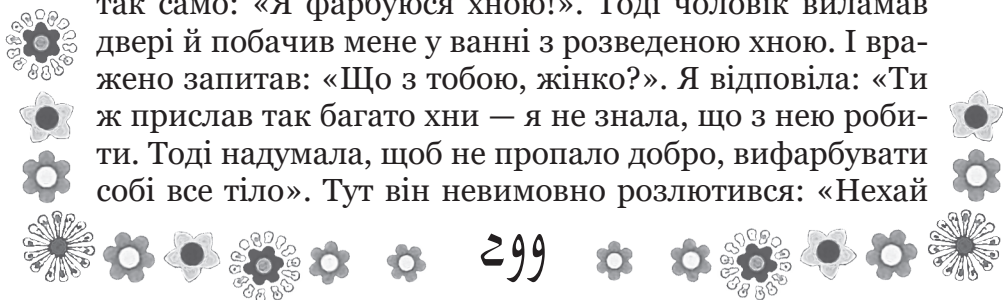 так само: «Я фарбуюся хною!». Тоді чоловік виламав
двері й побачив мене у ванні з розведеною хною. І вра-
жено запитав: «Що з тобою, жінко?». Я відповіла: «Ти
ж прислав так багато хни — я не знала, що з нею роби-
ти. Тоді надумала, щоб не пропало добро, вифарбувати
собі все тіло». Тут він невимовно розлютився: «Нехай
299